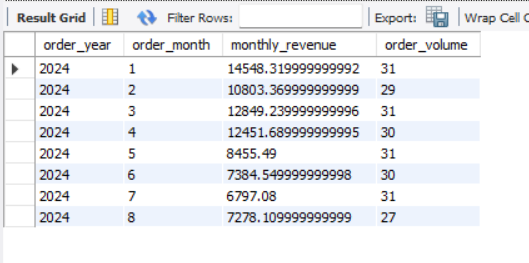 Result Grid Filter Rows: Export: Wrap Cell C
order_year order_month monthly_revenue order_volume
2024 1 14548.319999999992 31
2024 2 10803.369999999999 29
2024 3 12849.239999999996 31
2024 4 12451.689999999995 30
2024 5 8455.49 31
2024 6 7384.549999999998 30
2024 7 6797.08 31
2024 8 7278.109999999999 27